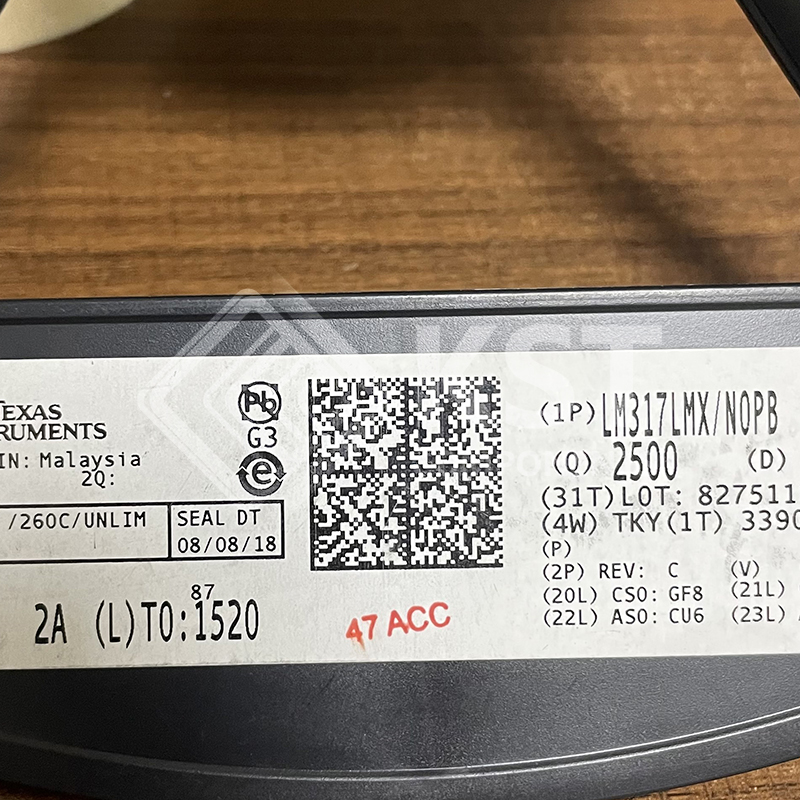 KST
TEXAS
RUMENTS
IN: Malaysia
2Q:
Pb
G3
e
/260C/UNLIM
SEAL DT
08/08/18
87
2A (L)TO:1520
47 ACC
(1P) LM317LMX/NOPB
(Q) 2500 (D)
(31T)LOT: 827511
(4W) TKY(1T) 3390
(P)
(2P) REV: C (V)
(20L) CSO: GF8 (21L)
(22L) ASO: CU6 (23L)